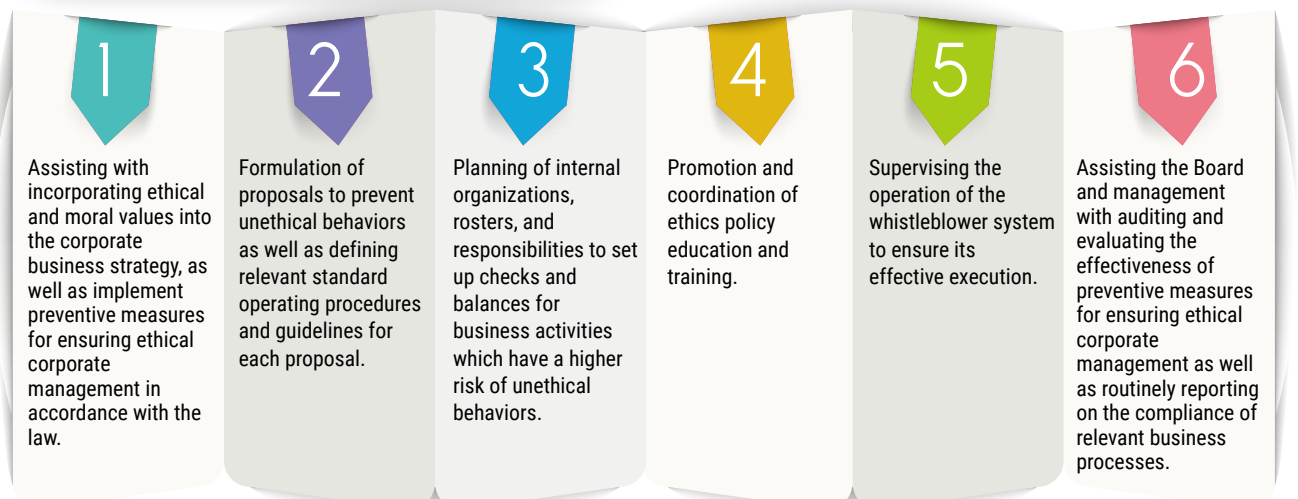 1
Assisting with
incorporating ethical
and moral values into
the corporate
business strategy, as
well as implement
preventive measures
for ensuring ethical
corporate
management in
accordance with the
law.
2
Formulation of
proposals to prevent
unethical behaviors
as well as defining
relevant standard
operating procedures
and guidelines for
each proposal.
3
Planning of internal
organizations,
rosters, and
responsibilities to set
up checks and
balances for
business activities
which have a higher
risk of unethical
behaviors.
4
Promotion and
coordination of
ethics policy
education and
training.
5
Supervising the
operation of the
whistleblower system
to ensure its
effective execution.
6
Assisting the Board
and management
with auditing and
evaluating the
effectiveness of
preventive measures
for ensuring ethical
corporate
management as well
as routinely reporting
on the compliance of
relevant business
processes.